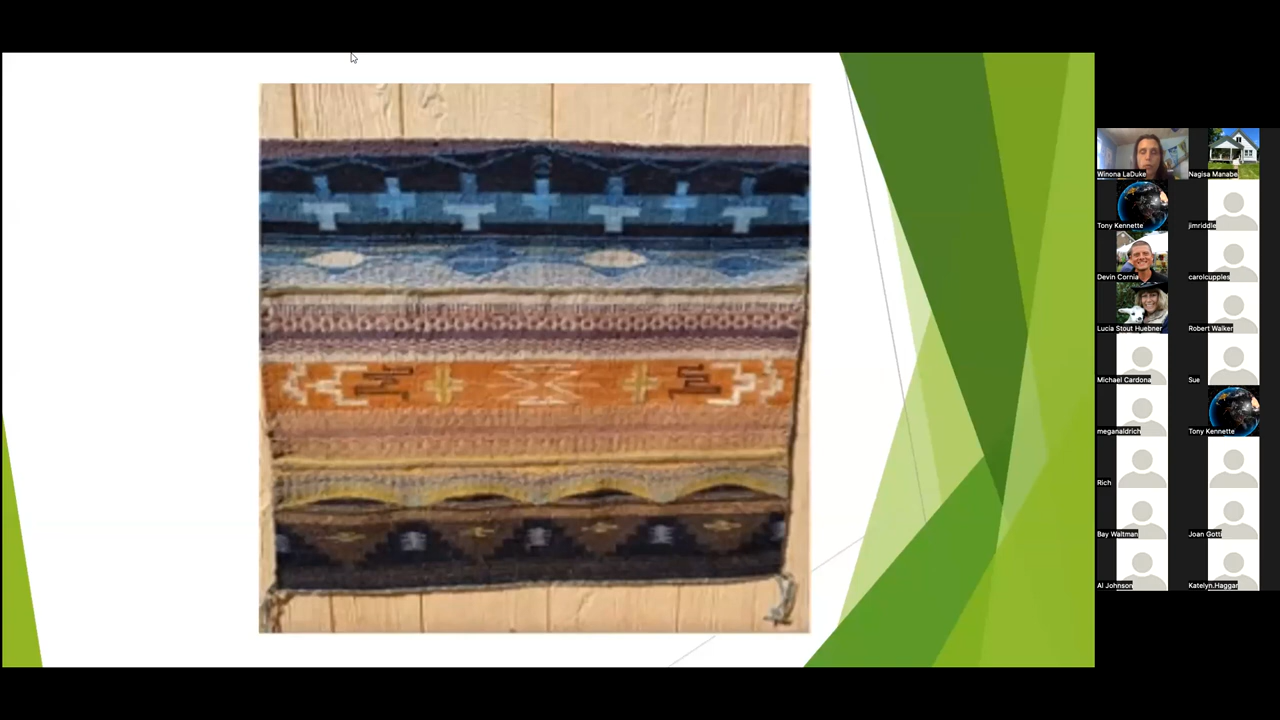 Winona LaDuke
Nagisa Manabe
Tony Kennette
jimriddle
Devin Cornia
carolcupples
Lucia Stout Huebner
Robert Walker
Michael Cardona
Sue
meganaldrich
Tony Kennette
Rich
Bay Waltman
Joan Gotti
Al Johnson
Katelyn.Haggar